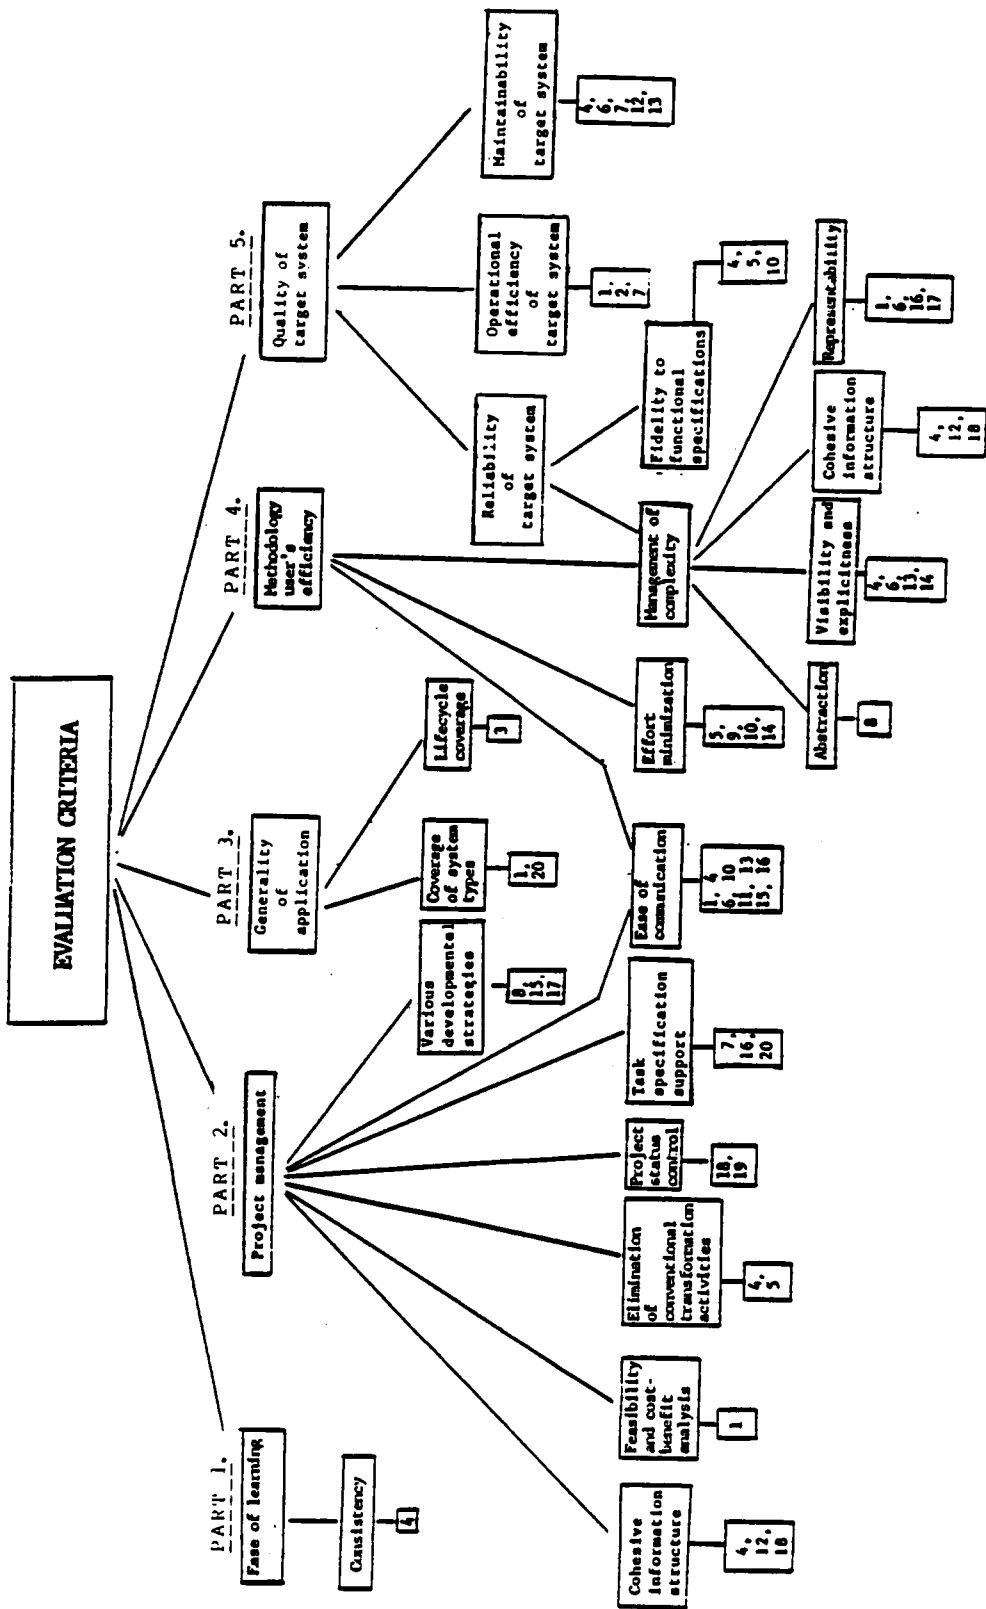 EVALUATION CRITERIA
PART 1.
Ease of learning
Consistency
4
PART 2.
Project management
Cohesive
information
structure
4,
12,
18
Feasibility
and cost-
benefit
analysis
1
Elimination
of
conventional
transformation
activities
4,
5
Project
status
control
18,
19
Task
specification
support
7,
16,
20
Various
developmental
strategies
8,
15,
17
PART 3.
Generality
of
application
Coverage
of system
types
1,
20
Lifecycle
coverage
3
PART 4.
Methodology
user's
efficiency
Ease of
communication
1, 4
6, 10
11, 13
15, 16
Effort
minimization
5,
9,
10,
14
Management of
complexity
Abstraction
8
Visibility and
explicitness
4,
6,
13,
14
Cohesive
information
structure
4,
12,
18
Representability
1,
6,
16,
17
PART 5.
Quality of
target system
Reliability
of
target system
Fidelity to
functional
specifications
4,
5,
10
Operational
efficiency
of
target system
1,
2,
7
Maintainability
of
target system
4,
6,
7,
12,
13